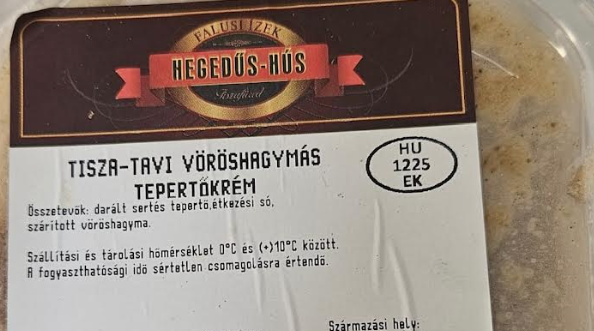 FALUSI ÍZEK
HEGEDŰS-HÚS
Tiszafüred
TISZA-TAVI VÖRÖSHAGYMÁS
TEPERTŐKRÉM
HU
1225
EK
Összetevők: darált sertés tepertő,étkezési só,
szárított vöröshagyma.
Szállítási és tárolási hőmérséklet 0°C és (+)10°C között.
A fogyaszthatósági idő sértetlen csomagolásra értendő.
Származási hely: